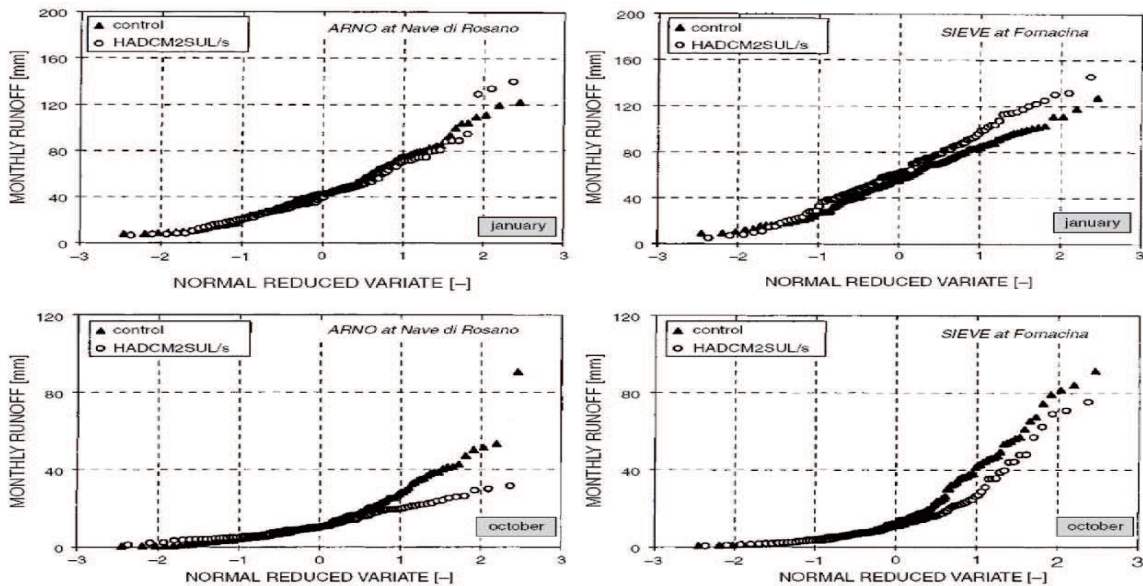 200
160
120
80
40
0
MONTHLY RUNOFF [mm]
control
HADCM2SUL/s
ARNO at Nave di Rosano
january
−3 −2 −1 0 1 2 3
NORMAL REDUCED VARIATE [–]
200
160
120
80
40
0
MONTHLY RUNOFF [mm]
control
HADCM2SUL/s
SIEVE at Fornacina
january
−3 −2 −1 0 1 2 3
NORMAL REDUCED VARIATE [–]
120
80
40
0
MONTHLY RUNOFF [mm]
control
HADCM2SUL/s
ARNO at Nave di Rosano
october
−3 −2 −1 0 1 2 3
NORMAL REDUCED VARIATE [–]
120
80
40
0
MONTHLY RUNOFF [mm]
control
HADCM2SUL/s
SIEVE at Fornacina
october
−3 −2 −1 0 1 2 3
NORMAL REDUCED VARIATE [–]